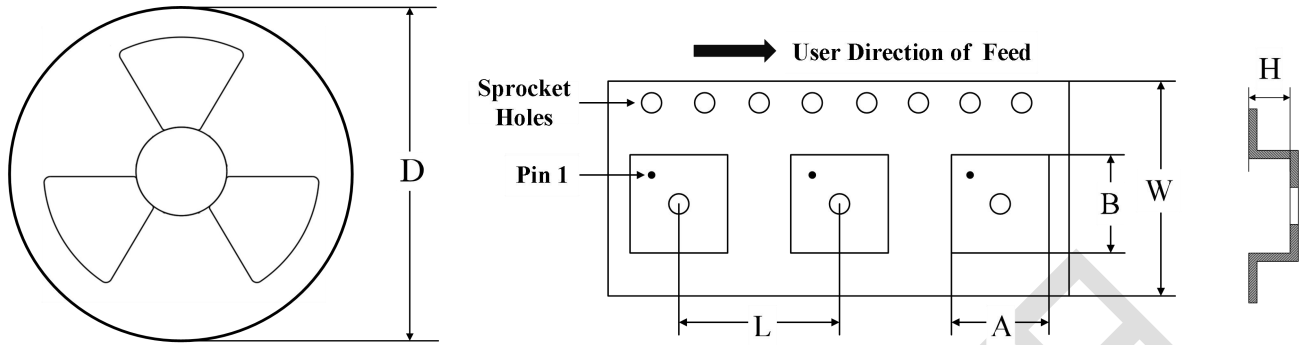 D
User Direction of Feed
Sprocket
Holes
Pin 1
L
A
B
W
H